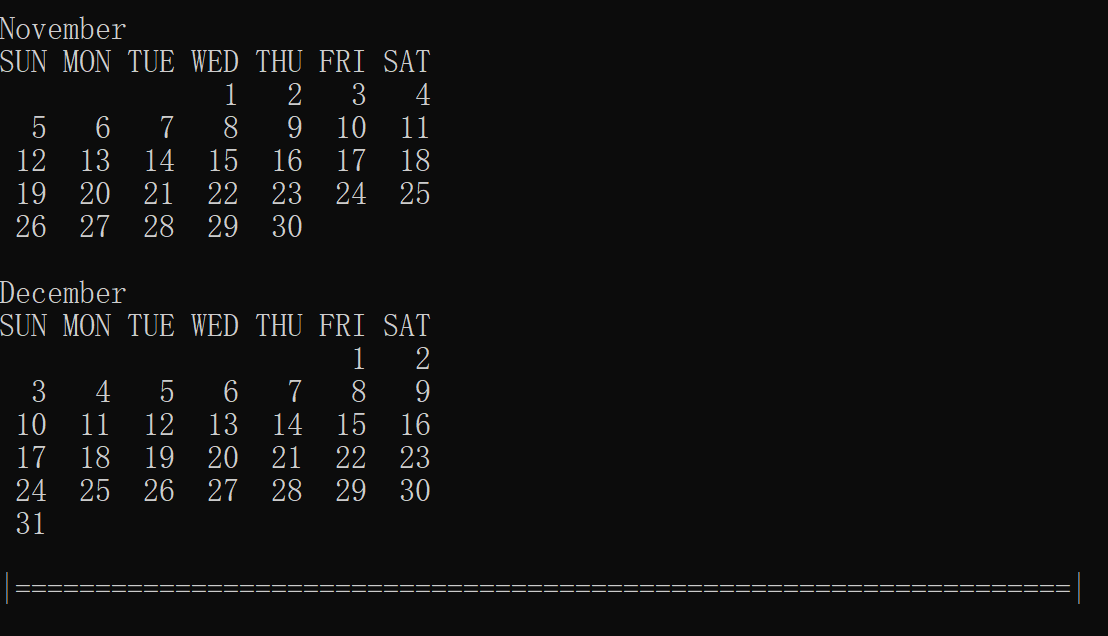 November
SUN MON TUE WED THU FRI SAT
              1   2   3   4
  5   6   7   8   9  10  11
 12  13  14  15  16  17  18
 19  20  21  22  23  24  25
 26  27  28  29  30

December
SUN MON TUE WED THU FRI SAT
                      1   2
  3   4   5   6   7   8   9
 10  11  12  13  14  15  16
 17  18  19  20  21  22  23
 24  25  26  27  28  29  30
 31

|==================================================================|